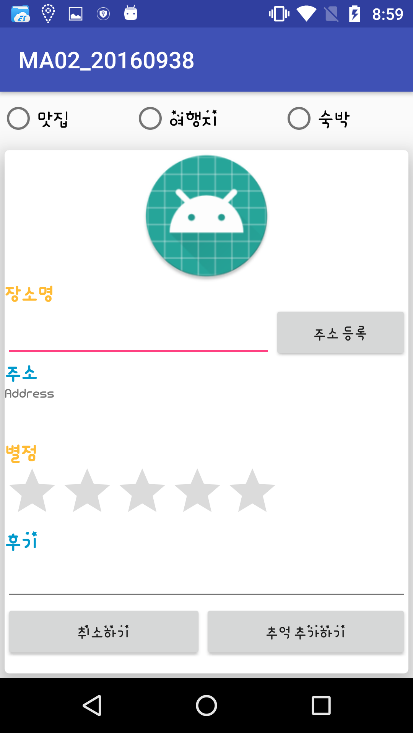 8:59
MA02_20160938
맛집 여행지 숙박
장소명
주소 등록
주소
Address
별점
후기
취소하기 추억 추가하기